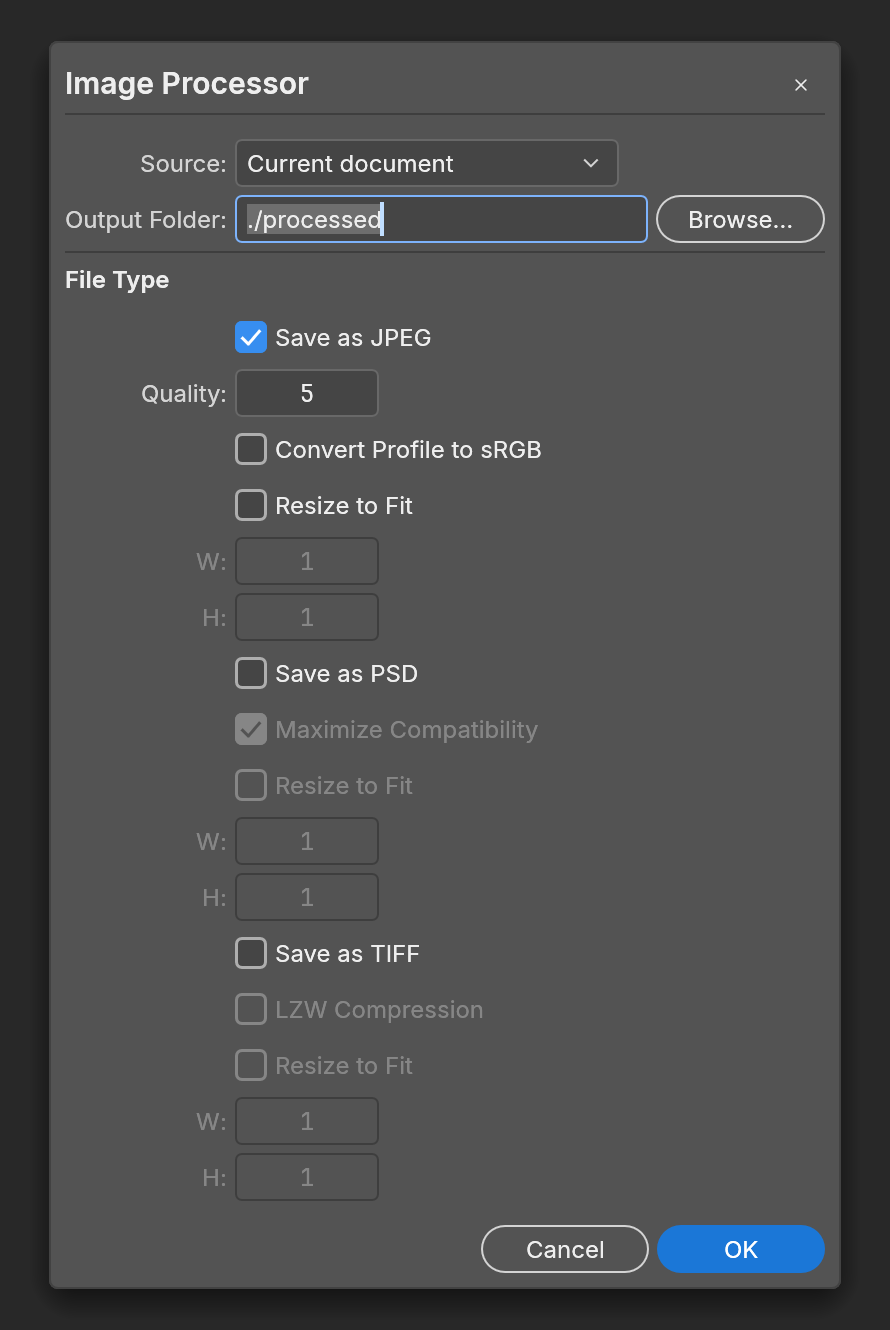 Image Processor
Source: Current document
Output Folder: ./processed Browse...
File Type
Save as JPEG
Quality: 5
Convert Profile to sRGB
Resize to Fit
W: 1
H: 1
Save as PSD
Maximize Compatibility
Resize to Fit
W: 1
H: 1
Save as TIFF
LZW Compression
Resize to Fit
W: 1
H: 1
Cancel OK